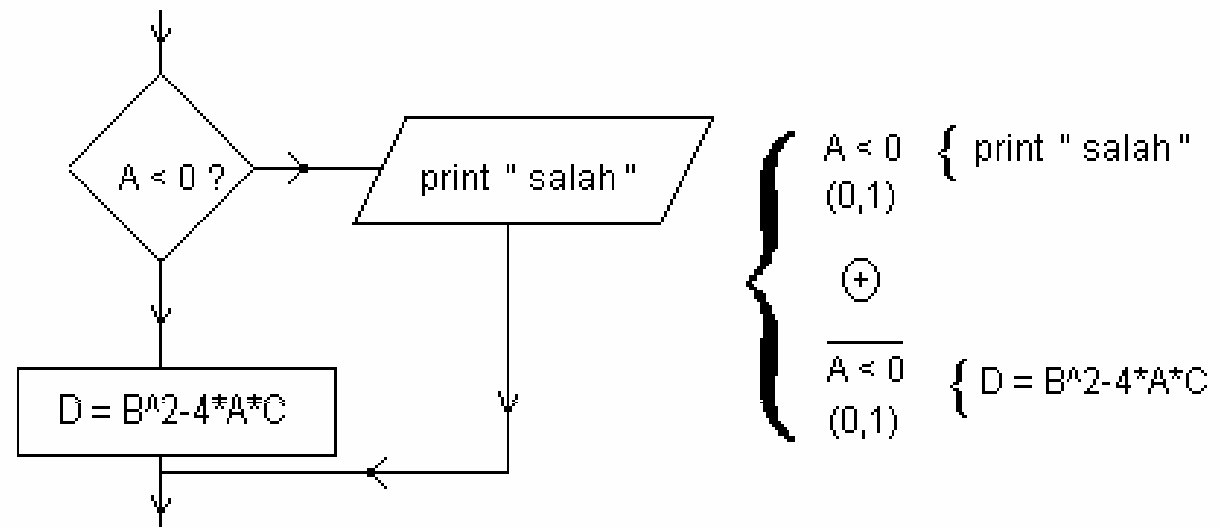 A < 0 ?
print " salah "
D = B^2-4*A*C
A < 0 { print " salah "
(0,1)
+
A < 0 { D = B^2-4*A*C
(0,1)